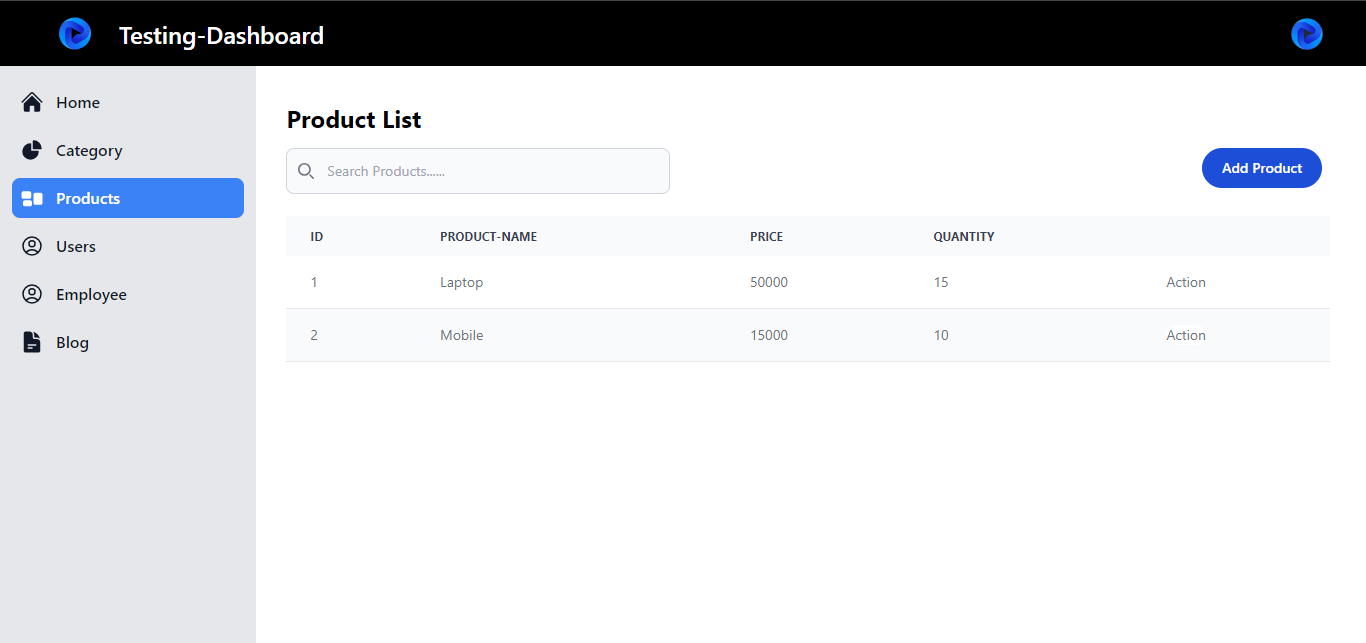 Testing-Dashboard
Home
Category
Products
Users
Employee
Blog
Product List
Search Products......
Add Product
ID PRODUCT-NAME PRICE QUANTITY
1 Laptop 50000 15 Action
2 Mobile 15000 10 Action